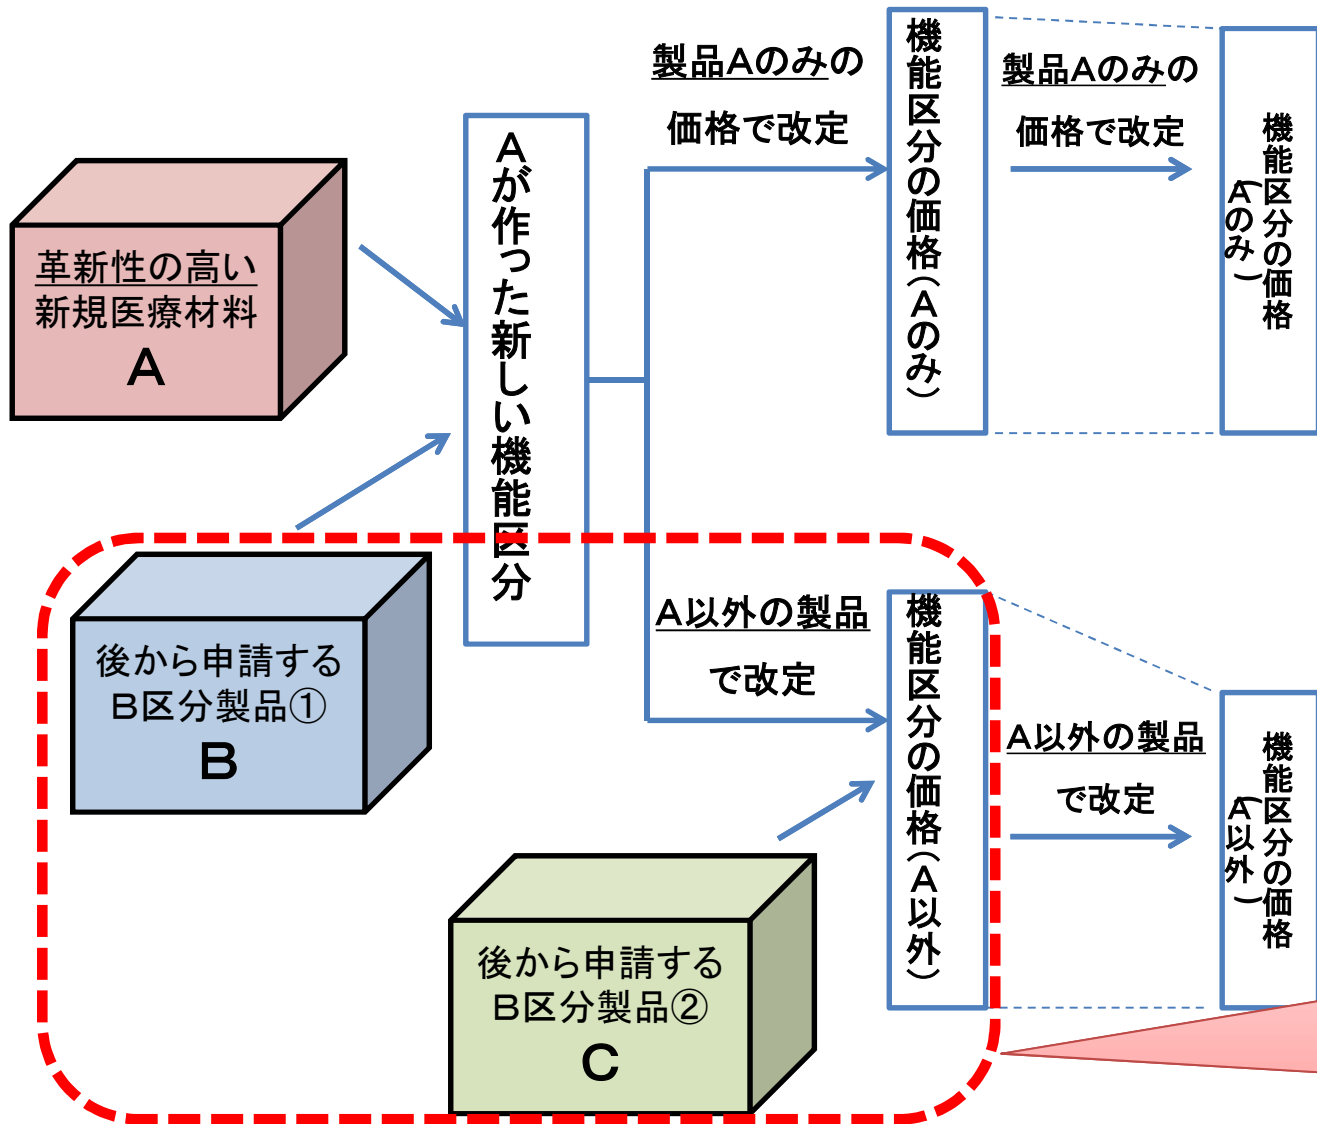 革新性の高い
新規医療材料
A
後から申請する
B区分製品①
B
後から申請する
B区分製品②
C
Aが作った新しい機能区分
製品Aのみの
価格で改定
機能区分の価格(Aのみ)
製品Aのみの
価格で改定
機能区分の価格
(Aのみ)
A以外の製品
で改定
機能区分の価格(A以外)
A以外の製品
で改定
機能区分の価格
(A以外)